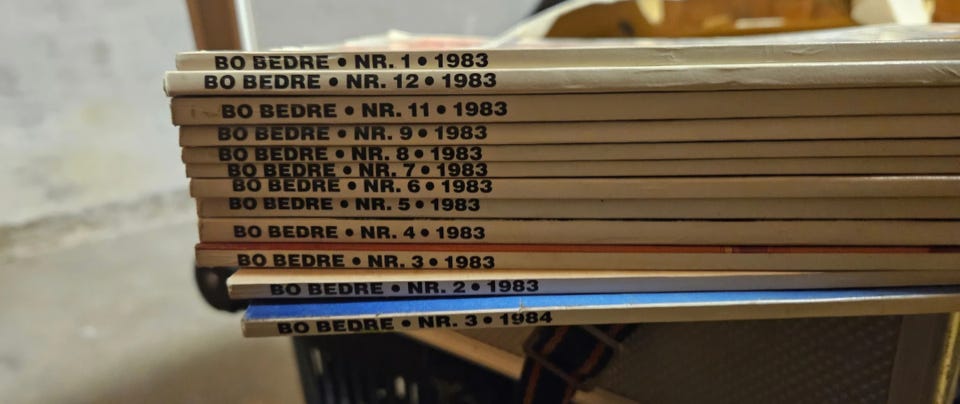 BO BEDRE • NR. 1 • 1983
BO BEDRE • NR. 12 • 1983
BO BEDRE • NR. 11 • 1983
BO BEDRE • NR. 9 • 1983
BO BEDRE • NR. 8 • 1983
BO BEDRE • NR. 7 • 1983
BO BEDRE • NR. 6 • 1983
BO BEDRE • NR. 5 • 1983
BO BEDRE • NR. 4 • 1983
BO BEDRE • NR. 3 • 1983
BO BEDRE • NR. 2 • 1983
BO BEDRE • NR. 3 • 1984